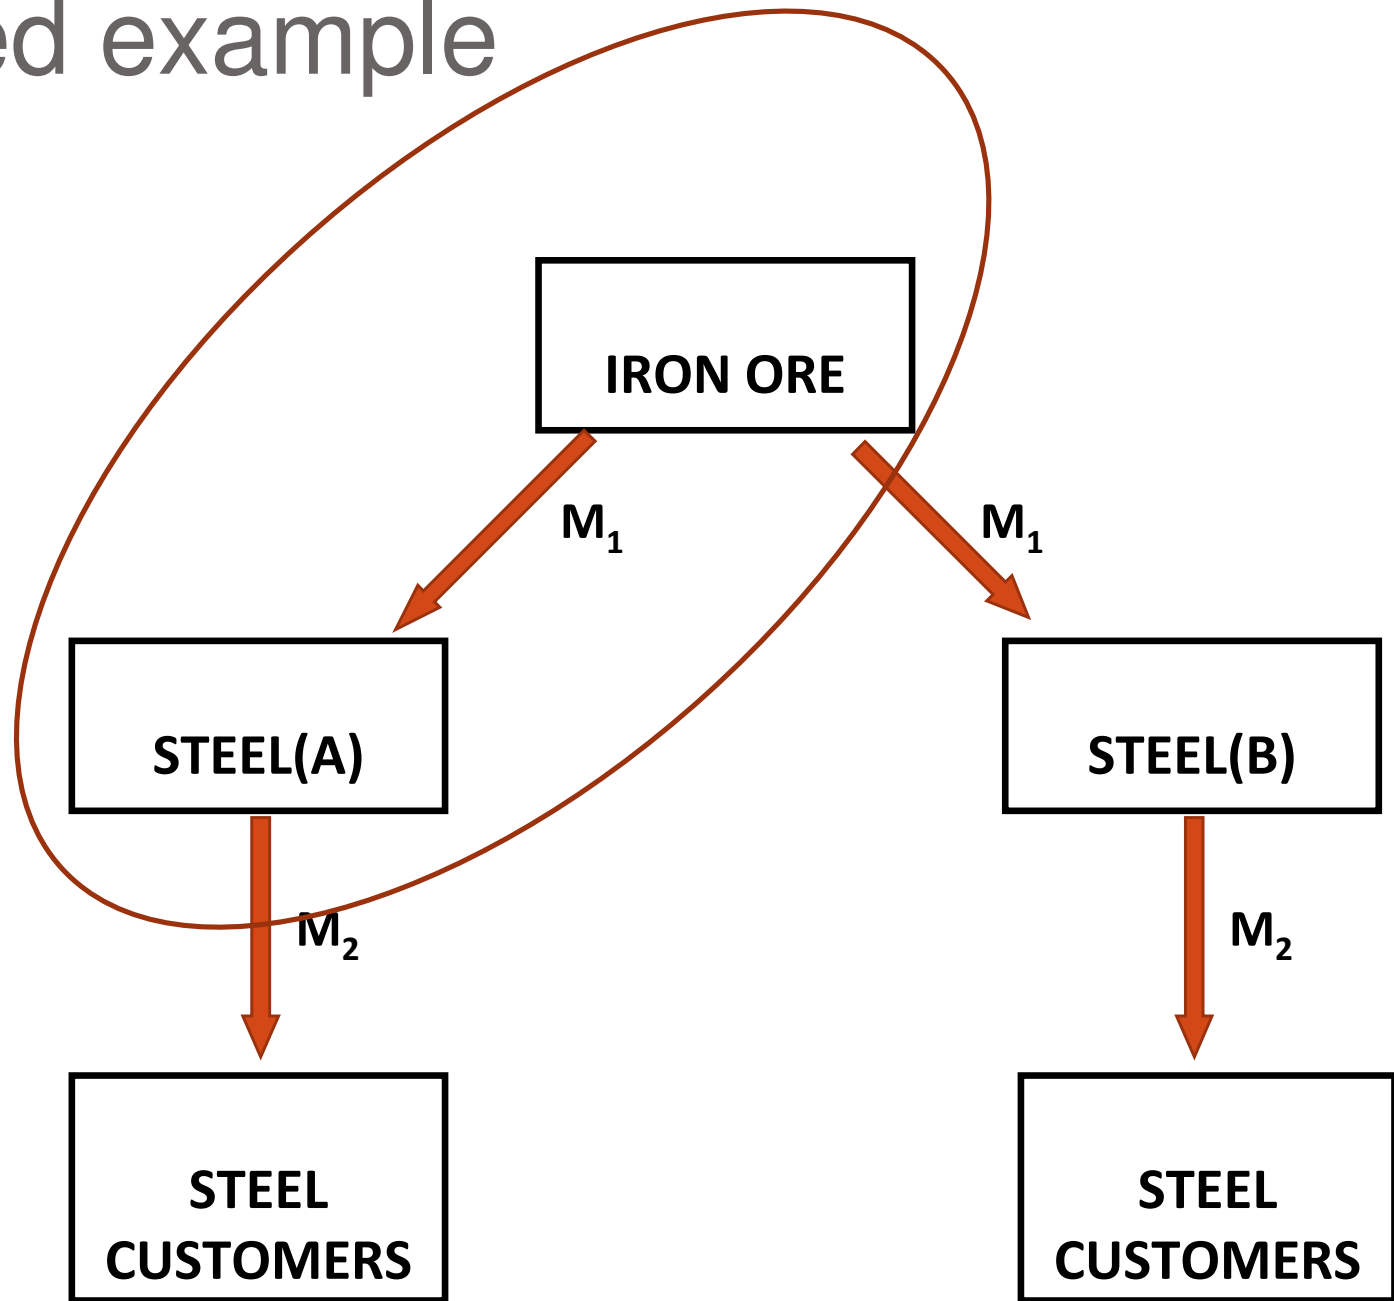 ed example
IRON ORE
M₁
M₁
STEEL(A)
STEEL(B)
M₂
M₂
STEEL
CUSTOMERS
STEEL
CUSTOMERS